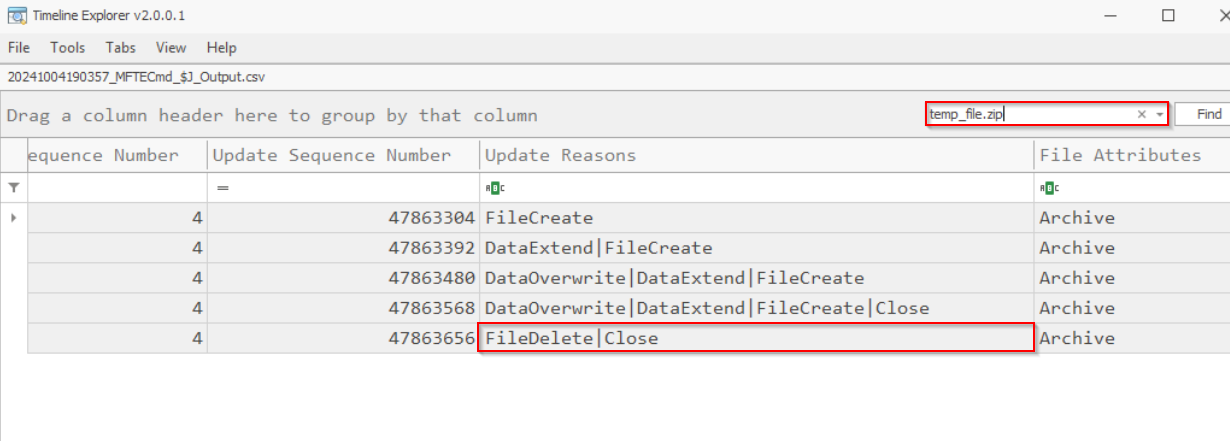 Timeline Explorer v2.0.0.1
File Tools Tabs View Help
20241004190357_MFTECmd_$J_Output.csv
Drag a column header here to group by that column
temp_file.zip Find
equence Number Update Sequence Number Update Reasons File Attributes
= ABC ABC
4 47863304 FileCreate Archive
4 47863392 DataExtend|FileCreate Archive
4 47863480 DataOverwrite|DataExtend|FileCreate Archive
4 47863568 DataOverwrite|DataExtend|FileCreate|Close Archive
4 47863656 FileDelete|Close Archive